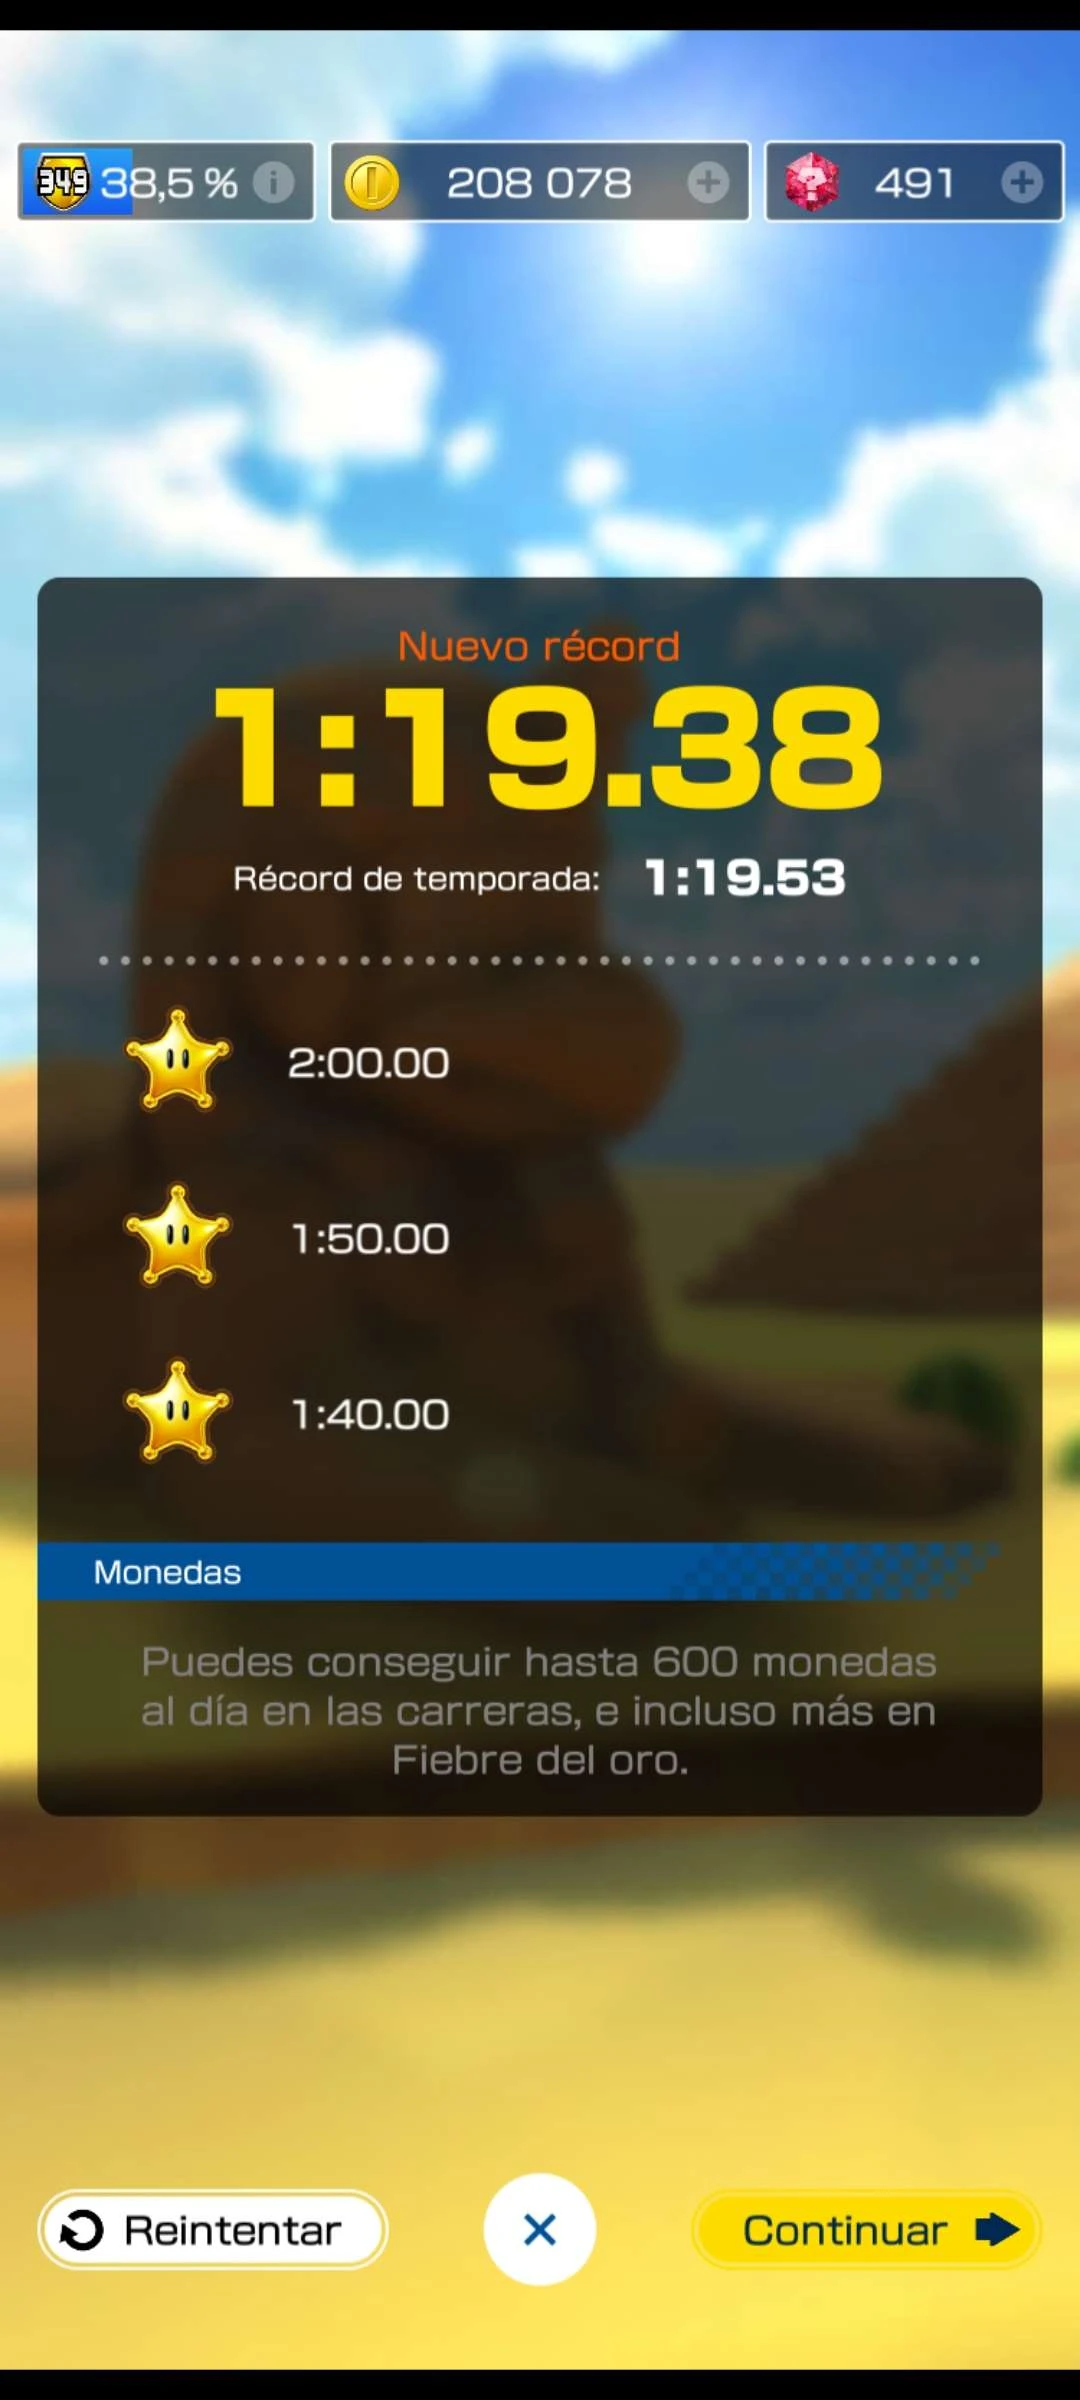 349 38,5 % i 208 078 + 491 +
Nuevo récord
1:19.38
Récord de temporada: 1:19.53
2:00.00
1:50.00
1:40.00
Monedas
Puedes conseguir hasta 600 monedas
al día en las carreras, e incluso más en
Fiebre del oro.
Reintentar × Continuar